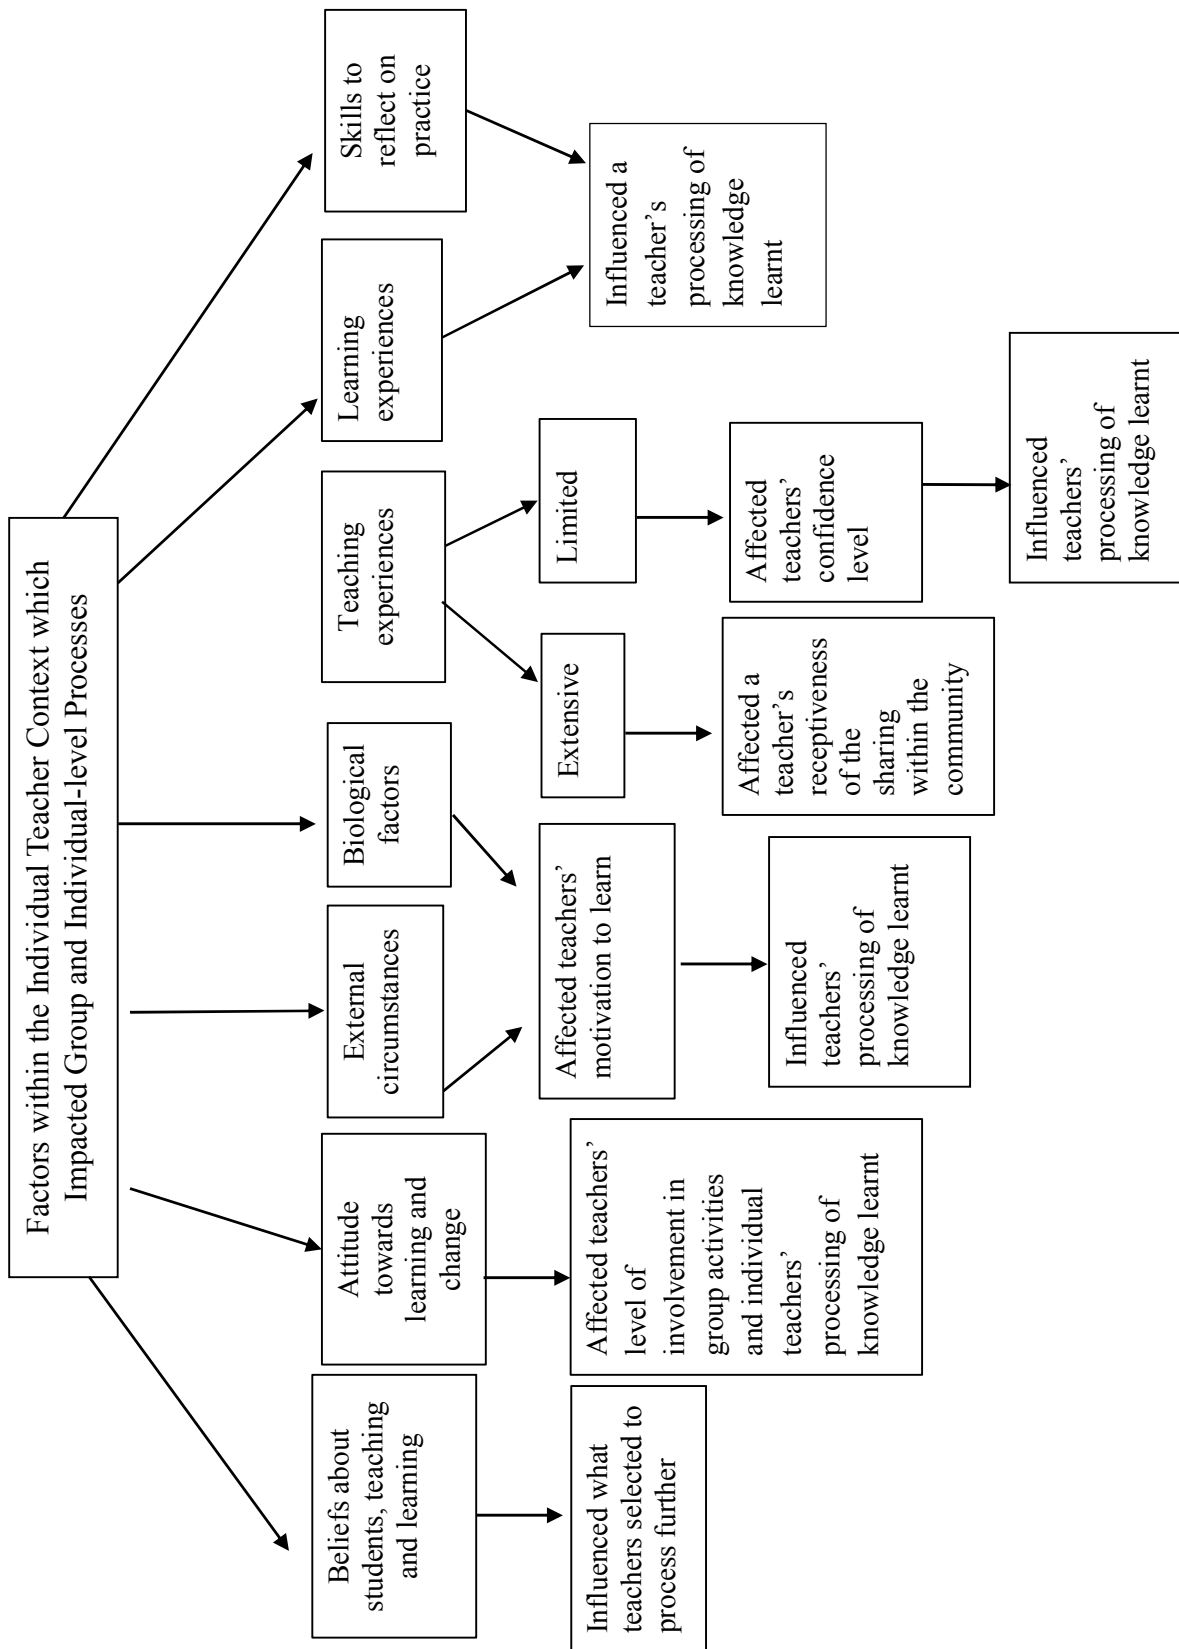 Factors within the Individual Teacher Context which
Impacted Group and Individual-level Processes
Beliefs about
students, teaching
and learning
Attitude
towards
learning and
change
External
circumstances
Biological
factors
Teaching
experiences
Learning
experiences
Skills to
reflect on
practice
Influenced what
teachers selected to
process further
Affected teachers’
level of
involvement in
group activities
and individual
teachers’
processing of
knowledge learnt
Affected teachers’
motivation to learn
Influenced
teachers’
processing of
knowledge learnt
Extensive
Affected a
teacher’s
receptiveness
of the
sharing
within the
community
Limited
Affected
teachers’
confidence
level
Influenced
teachers’
processing of
knowledge learnt
Influenced a
teacher’s
processing of
knowledge
learnt